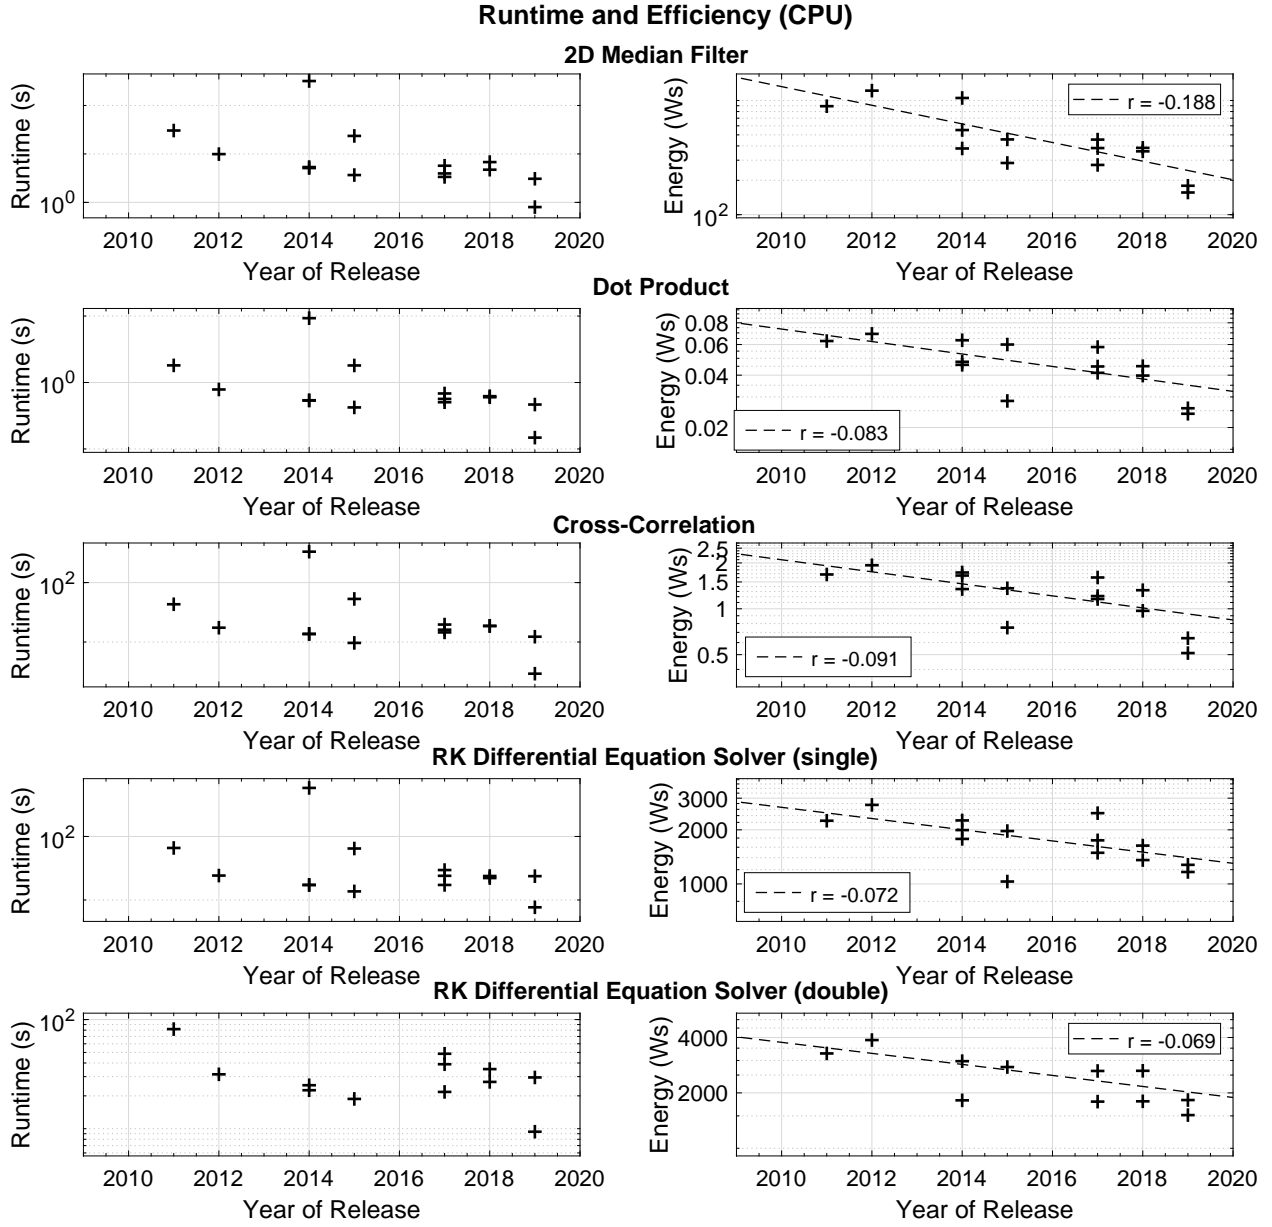 Runtime and Efficiency (CPU)
2D Median Filter
Runtime (s)
10^0
2010 2012 2014 2016 2018 2020
Year of Release
Energy (Ws)
10^2
r = -0.188
2010 2012 2014 2016 2018 2020
Year of Release
Dot Product
Runtime (s)
10^0
2010 2012 2014 2016 2018 2020
Year of Release
Energy (Ws)
0.08
0.06
0.04
0.02
r = -0.083
2010 2012 2014 2016 2018 2020
Year of Release
Cross-Correlation
Runtime (s)
10^2
2010 2012 2014 2016 2018 2020
Year of Release
Energy (Ws)
2.5
2
1.5
1
0.5
r = -0.091
2010 2012 2014 2016 2018 2020
Year of Release
RK Differential Equation Solver (single)
Runtime (s)
10^2
2010 2012 2014 2016 2018 2020
Year of Release
Energy (Ws)
3000
2000
1000
r = -0.072
2010 2012 2014 2016 2018 2020
Year of Release
RK Differential Equation Solver (double)
Runtime (s)
10^2
2010 2012 2014 2016 2018 2020
Year of Release
Energy (Ws)
4000
2000
r = -0.069
2010 2012 2014 2016 2018 2020
Year of Release